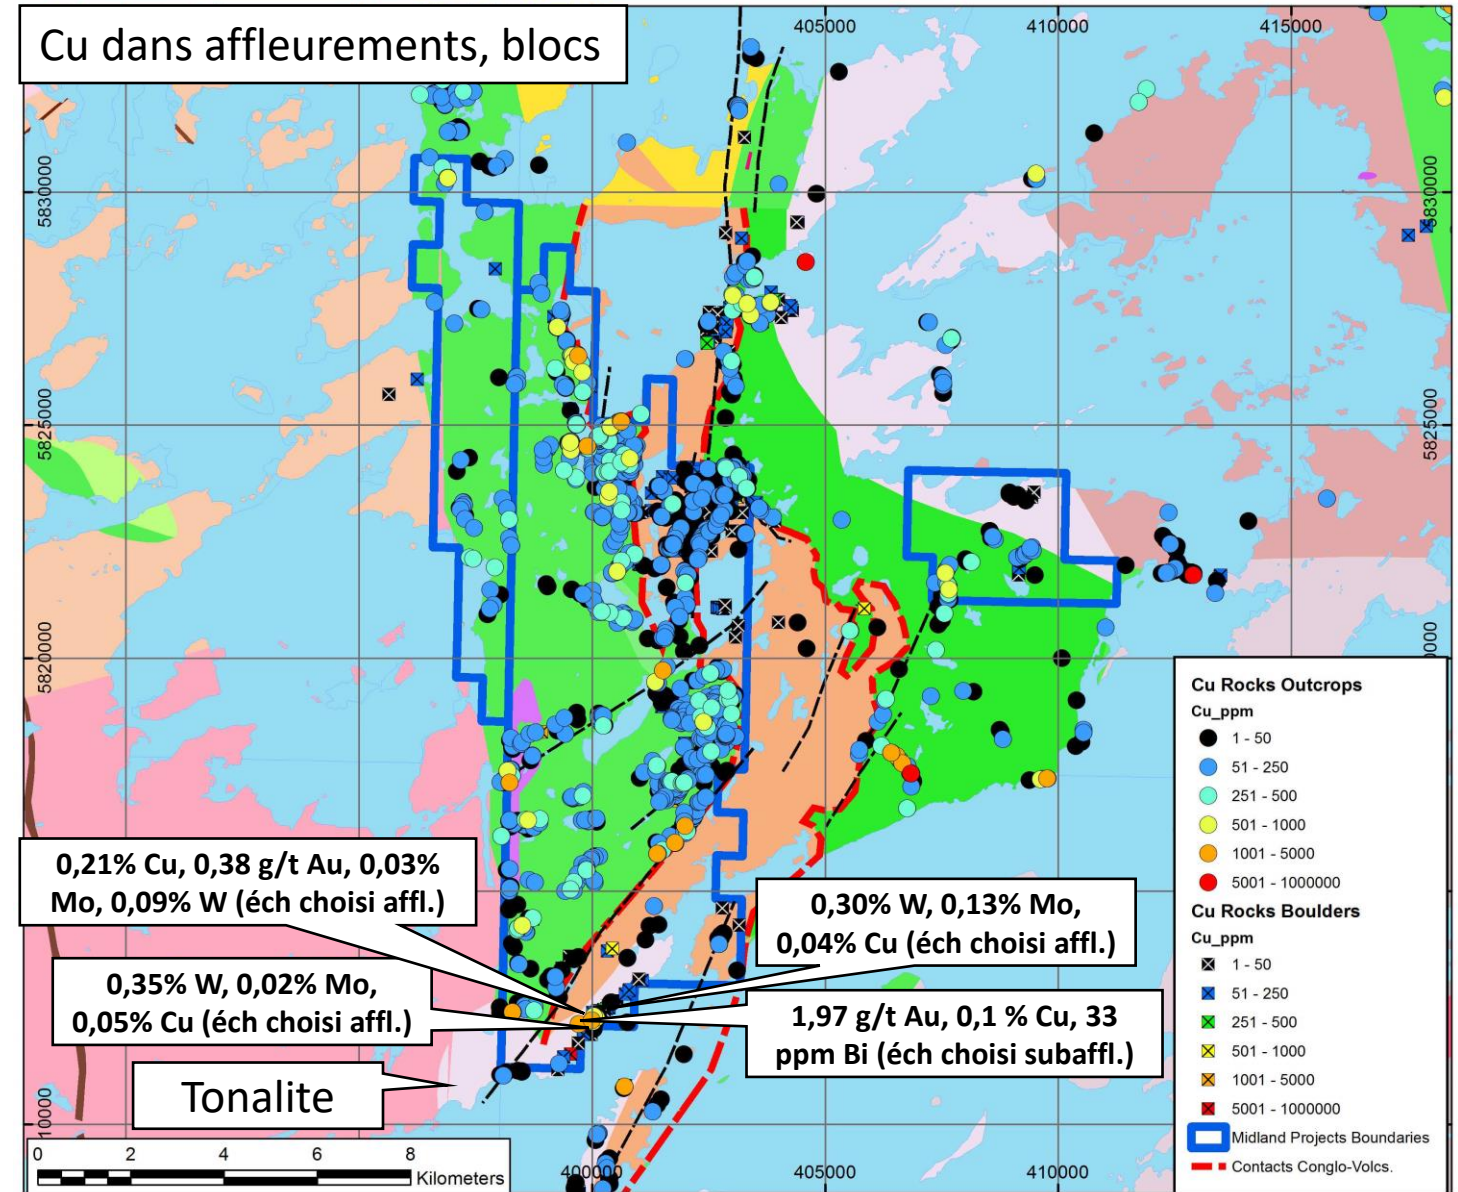 Cu dans affleurements, blocs
405000
410000
415000
5830000
5830000
5825000
5825000
5820000
0000
Cu Rocks Outcrops
Cu_ppm
1 - 50
51 - 250
251 - 500
501 - 1000
1001 - 5000
5001 - 1000000
Cu Rocks Boulders
Cu_ppm
1 - 50
51 - 250
251 - 500
501 - 1000
1001 - 5000
5001 - 1000000
Midland Projects Boundaries
Contacts Conglo-Volcs.
0,21% Cu, 0,38 g/t Au, 0,03%
Mo, 0,09% W (éch choisi affl.)
0,30% W, 0,13% Mo,
0,04% Cu (éch choisi affl.)
0,35% W, 0,02% Mo,
0,05% Cu (éch choisi affl.)
1,97 g/t Au, 0,1 % Cu, 33
ppm Bi (éch choisi subaffl.)
Tonalite
10000
0 2 4 6 8
Kilometers
400000
405000
410000